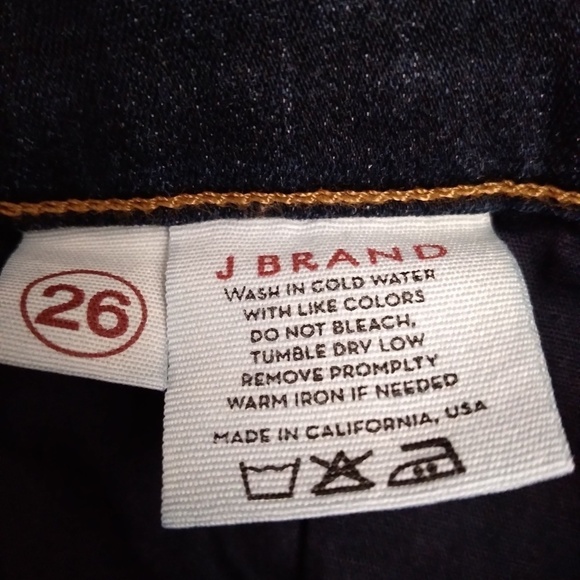 26
J BRAND
WASH IN COLD WATER
WITH LIKE COLORS
DO NOT BLEACH,
TUMBLE DRY LOW
REMOVE PROMPLTY
WARM IRON IF NEEDED
MADE IN CALIFORNIA, USA